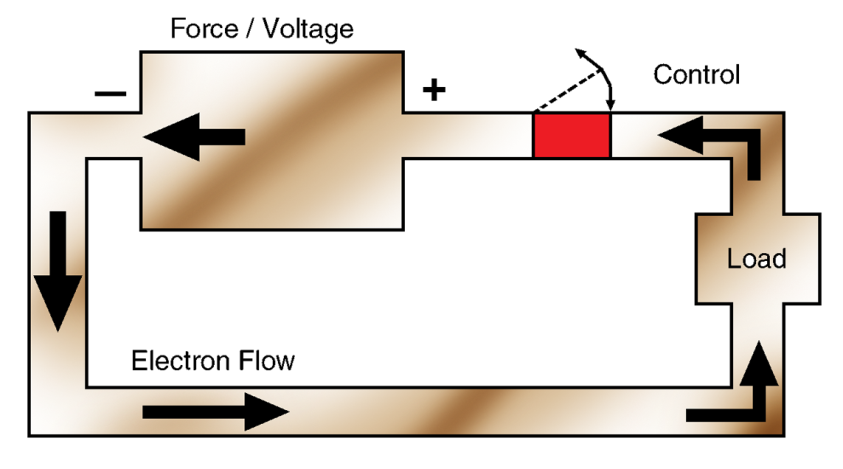 Force / Voltage
— +
Control
Load
Electron Flow